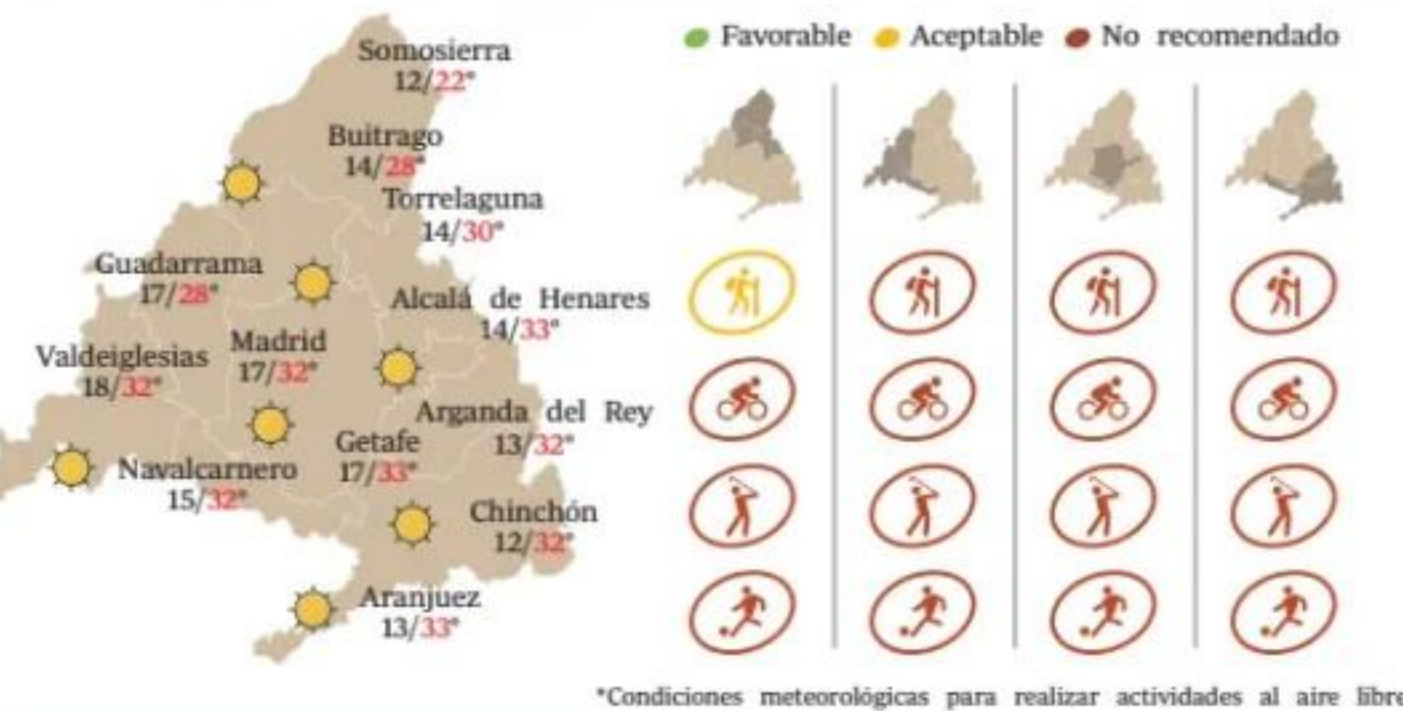 Somosierra
12/22°
Buitrago
14/28°
Torrelaguna
14/30°
Guadarrama
17/28°
Alcalá de Henares
14/33°
Madrid
17/32°
Valdeiglesias
18/32°
Arganda del Rey
13/32°
Getafe
17/33°
Navalcarnero
15/32°
Chinchón
12/32°
Aranjuez
13/33°
Favorable Aceptable No recomendado
*Condiciones meteorológicas para realizar actividades al aire libre